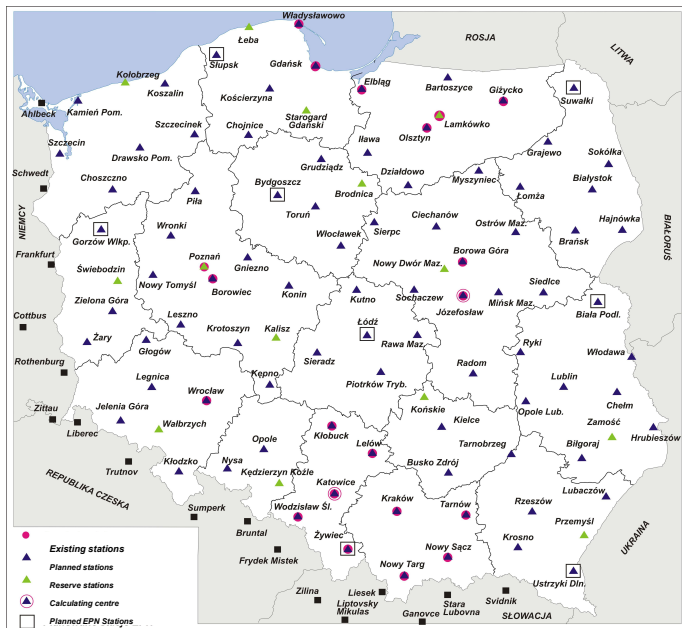 Władysławowo
Łeba
ROSJA
LITWA
Słupsk
Gdańsk
Kołobrzeg
Koszalin
Elbląg
Bartoszyce
Giżycko
Suwałki
Ahlbeck
Kamień Pom.
Kościerzyna
Starogard
Gdański
Lamkówko
Olsztyn
Szczecinek
Chojnice
Szczecin
Drawsko Pom.
Iława
Grajewo
Sokółka
Grudziądz
Działdowo
Myszyniec
Schwedt
Choszczno
Piła
Bydgoszcz
Brodnica
Łomża
Białystok
Toruń
NIEMCY
BIAŁORUŚ
Gorzów Wlkp.
Wronki
Włocławek
Sierpc
Ciechanów
Ostrów Maz.
Brańsk
Hajnówka
Frankfurt
Świebodzin
Poznań
Gniezno
Nowy Dwór Maz.
Borowa Góra
Nowy Tomyśl
Borowiec
Konin
Kutno
Sochaczew
Józefosław
Mińsk Maz.
Siedlce
Biała Podl.
Zielona Góra
Cottbus
Leszno
Krotoszyn
Kalisz
Łódź
Rawa Maz.
Żary
Głogów
Sieradz
Ryki
Włodawa
Rothenburg
Kępno
Piotrków Tryb.
Radom
Lublin
Legnica
Wrocław
Końskie
Opole Lub.
Chełm
Zittau
Jelenia Góra
Wałbrzych
Kłobuck
Kielce
Zamość
Liberec
Hrubieszów
Opole
Lelów
Tarnobrzeg
Biłgoraj
Trutnov
Kłodzko
Nysa
Kędzierzyn Koźle
Busko Zdrój
REPUBLIKA CZESKA
Katowice
Lubaczów
Sumperk
Wodzisław Śl.
Kraków
Tarnów
Rzeszów
Przemyśl
Bruntal
Żywiec
Krosno
UKRAINA
Frydek Mistek
Nowy Sącz
Nowy Targ
Ustrzyki Dln.
Zilina
Liesek
Liptovsky
Mikulas
Stara
Lubovna
Svidnik
Ganovce
SŁOWACJA
Existing stations
Planned stations
Reserve stations
Calculating centre
Planned EPN Stations